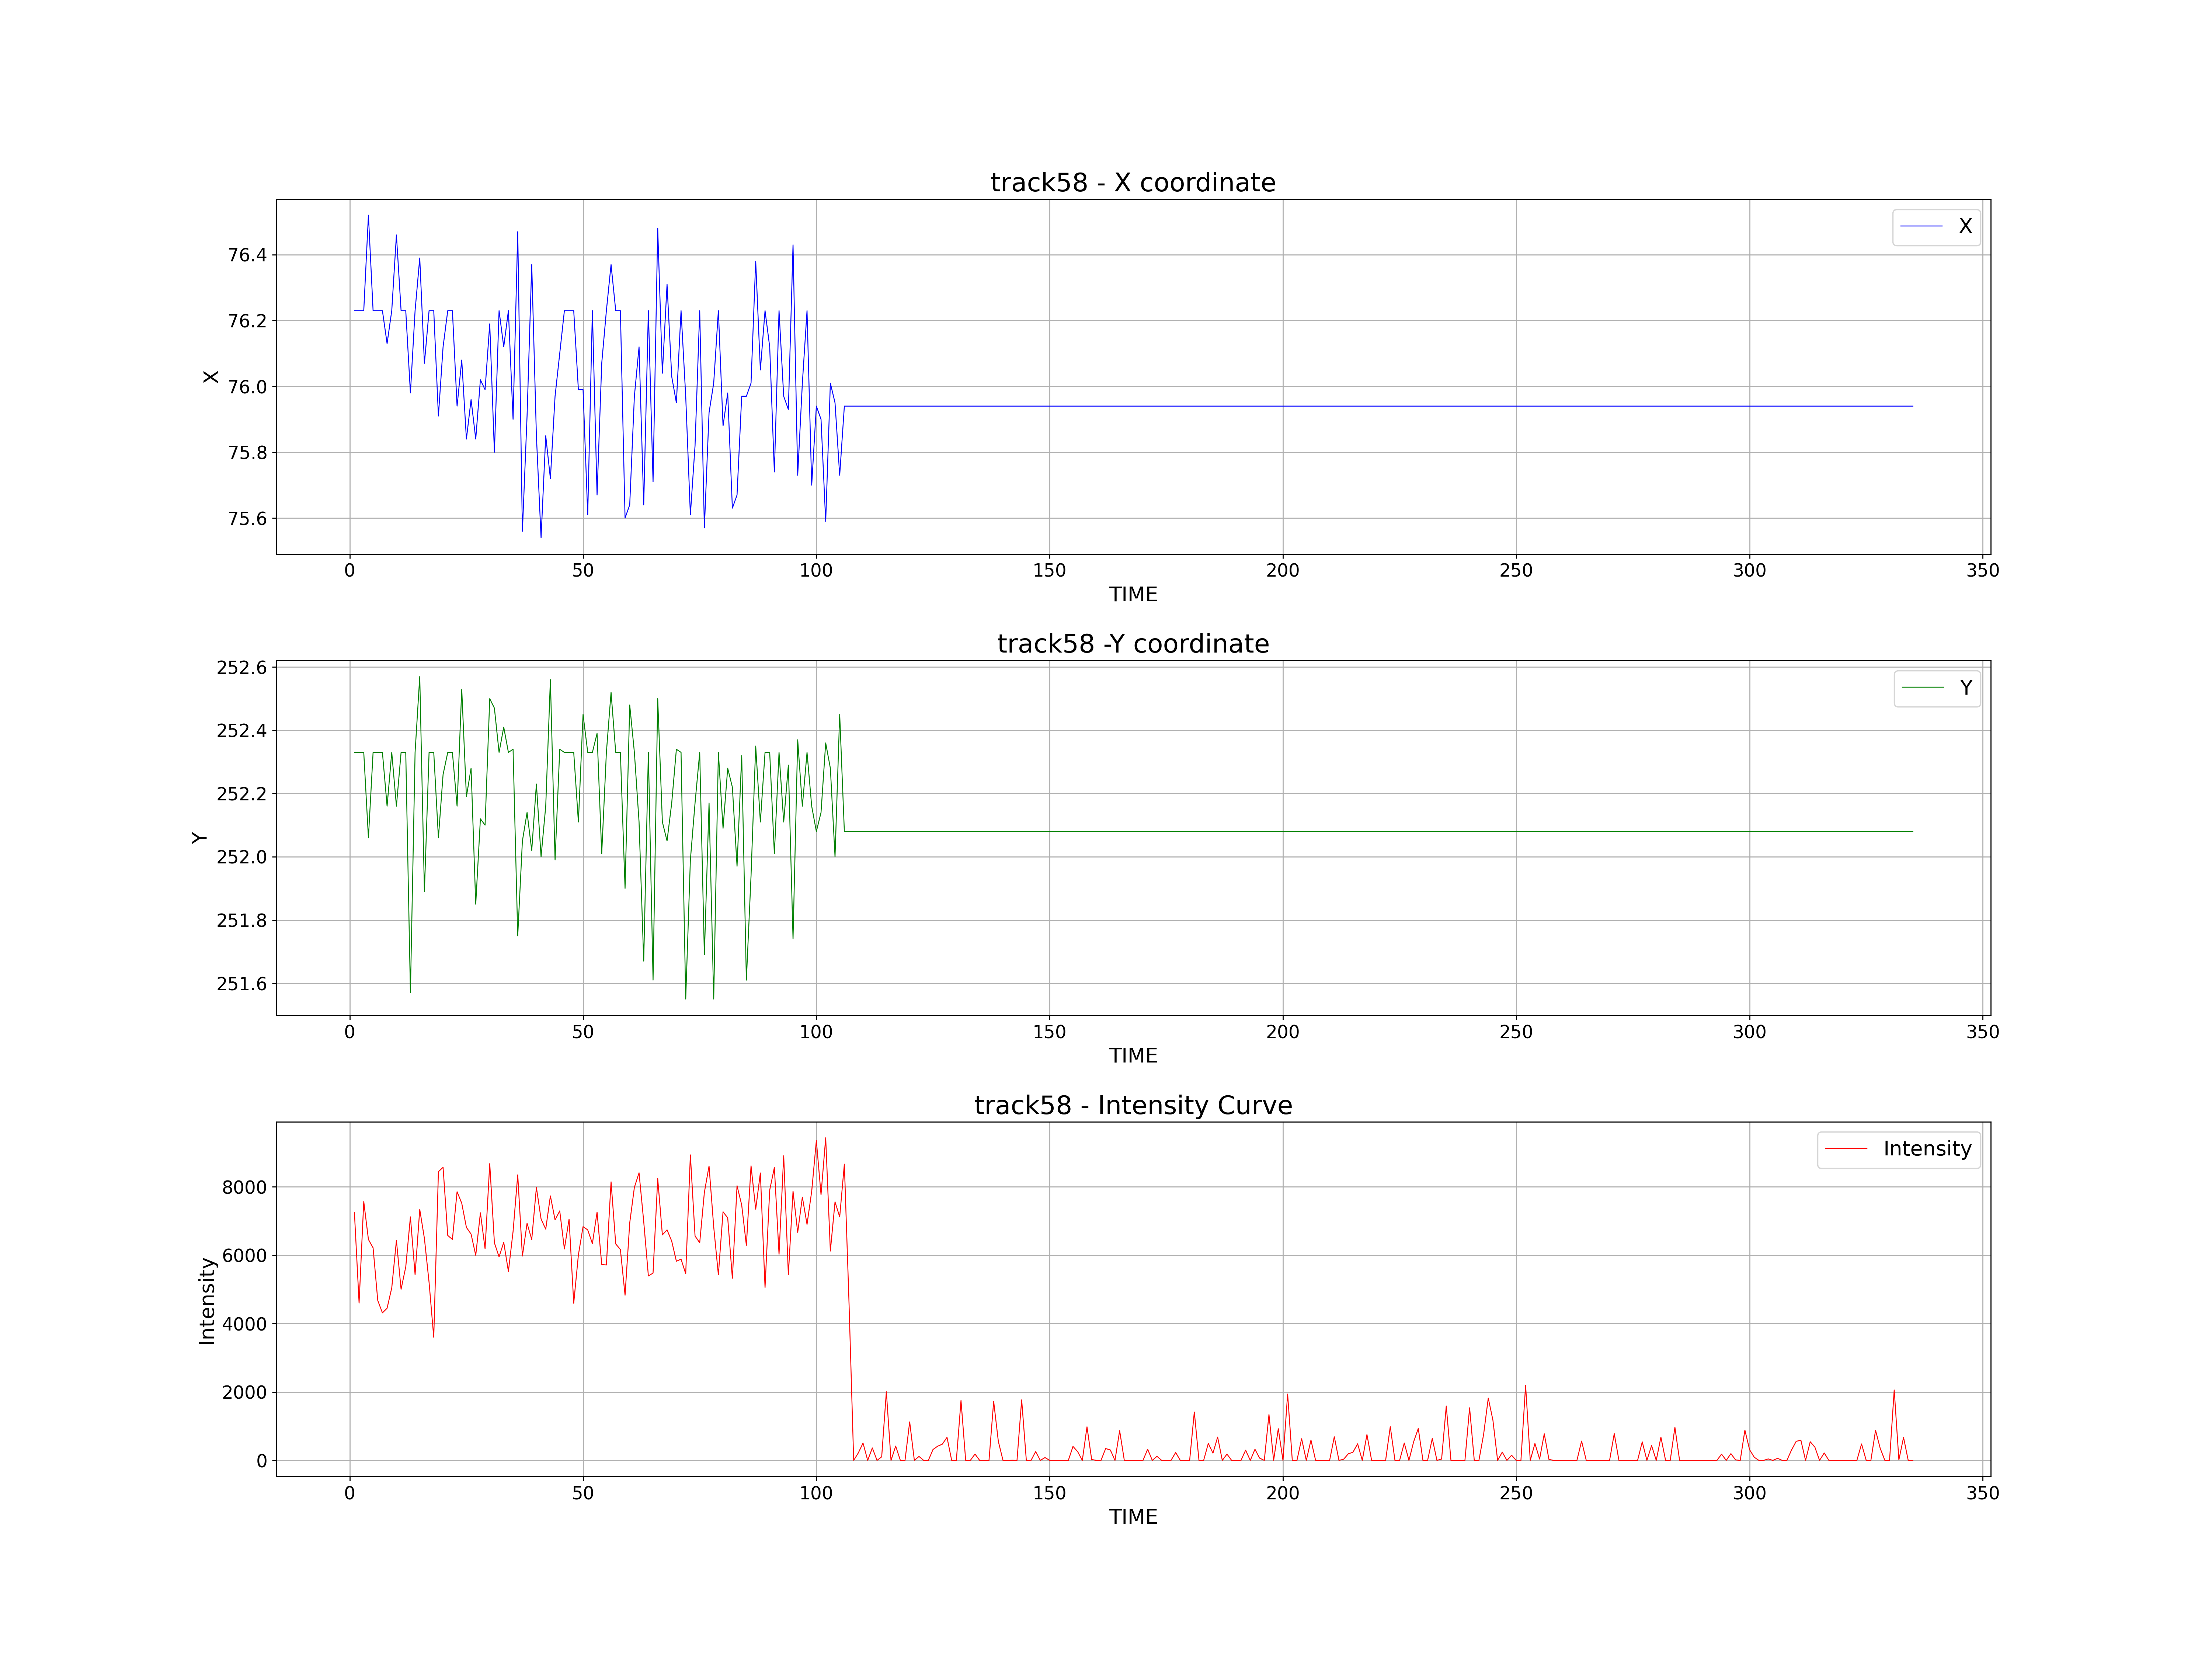 track58 - X coordinate
X
76.4
76.2
76.0
75.8
75.6
X
0 50 100 150 200 250 300 350
TIME
track58 -Y coordinate
Y
252.6
252.4
252.2
252.0
251.8
251.6
Y
0 50 100 150 200 250 300 350
TIME
track58 - Intensity Curve
Intensity
8000
6000
4000
2000
0
Intensity
0 50 100 150 200 250 300 350
TIME